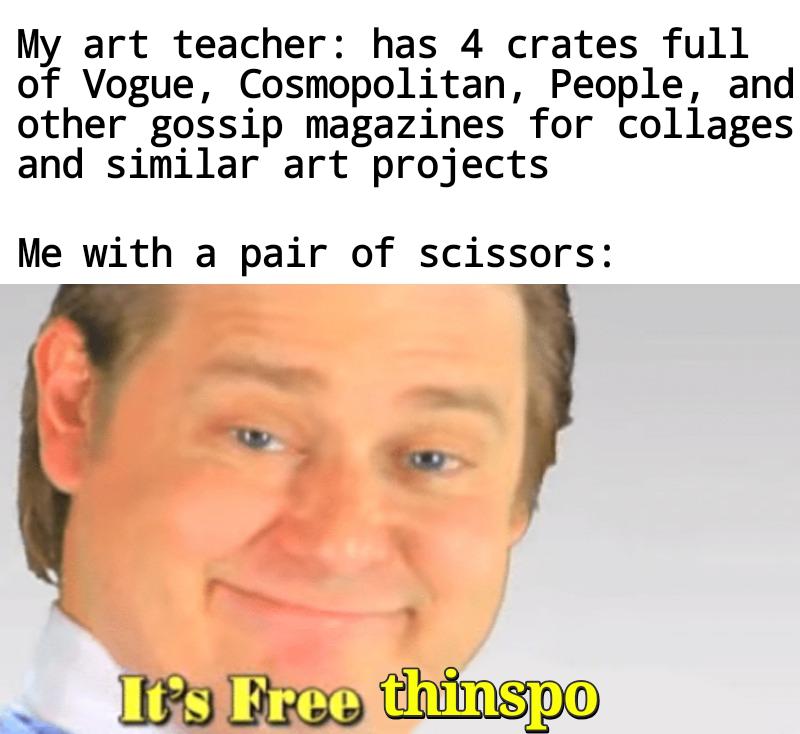 My art teacher: has 4 crates full
of Vogue, Cosmopolitan, People, and
other gossip magazines for collages
and similar art projects
Me with a pair of scissors:
It's Free thinspo